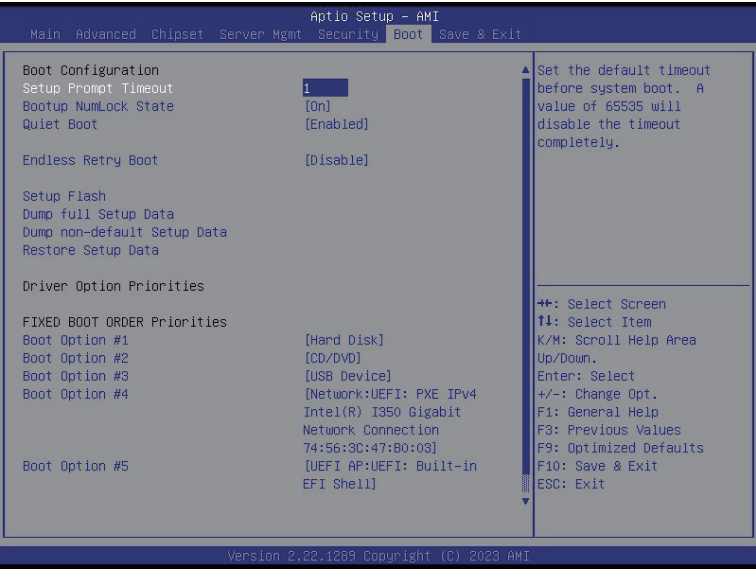 Aptio Setup – AMI
Main Advanced Chipset Server Mgmt Security Boot Save & Exit
Boot Configuration
Setup Prompt Timeout 1
Bootup NumLock State [On]
Quiet Boot [Enabled]
Endless Retry Boot [Disable]
Setup Flash
Dump full Setup Data
Dump non-default Setup Data
Restore Setup Data
Driver Option Priorities
FIXED BOOT ORDER Priorities
Boot Option #1 [Hard Disk]
Boot Option #2 [CD/DVD]
Boot Option #3 [USB Device]
Boot Option #4 [Network:UEFI: PXE IPv4
Intel(R) I350 Gigabit
Network Connection
74:56:3C:47:B0:03]
Boot Option #5 [UEFI AP:UEFI: Built-in
EFI Shell]
Set the default timeout
before system boot. A
value of 65535 will
disable the timeout
completely.
→←: Select Screen
↑↓: Select Item
K/M: Scroll Help Area
Up/Down.
Enter: Select
+/-: Change Opt.
F1: General Help
F3: Previous Values
F9: Optimized Defaults
F10: Save & Exit
ESC: Exit
Version 2.22.1289 Copyright (C) 2023 AMI